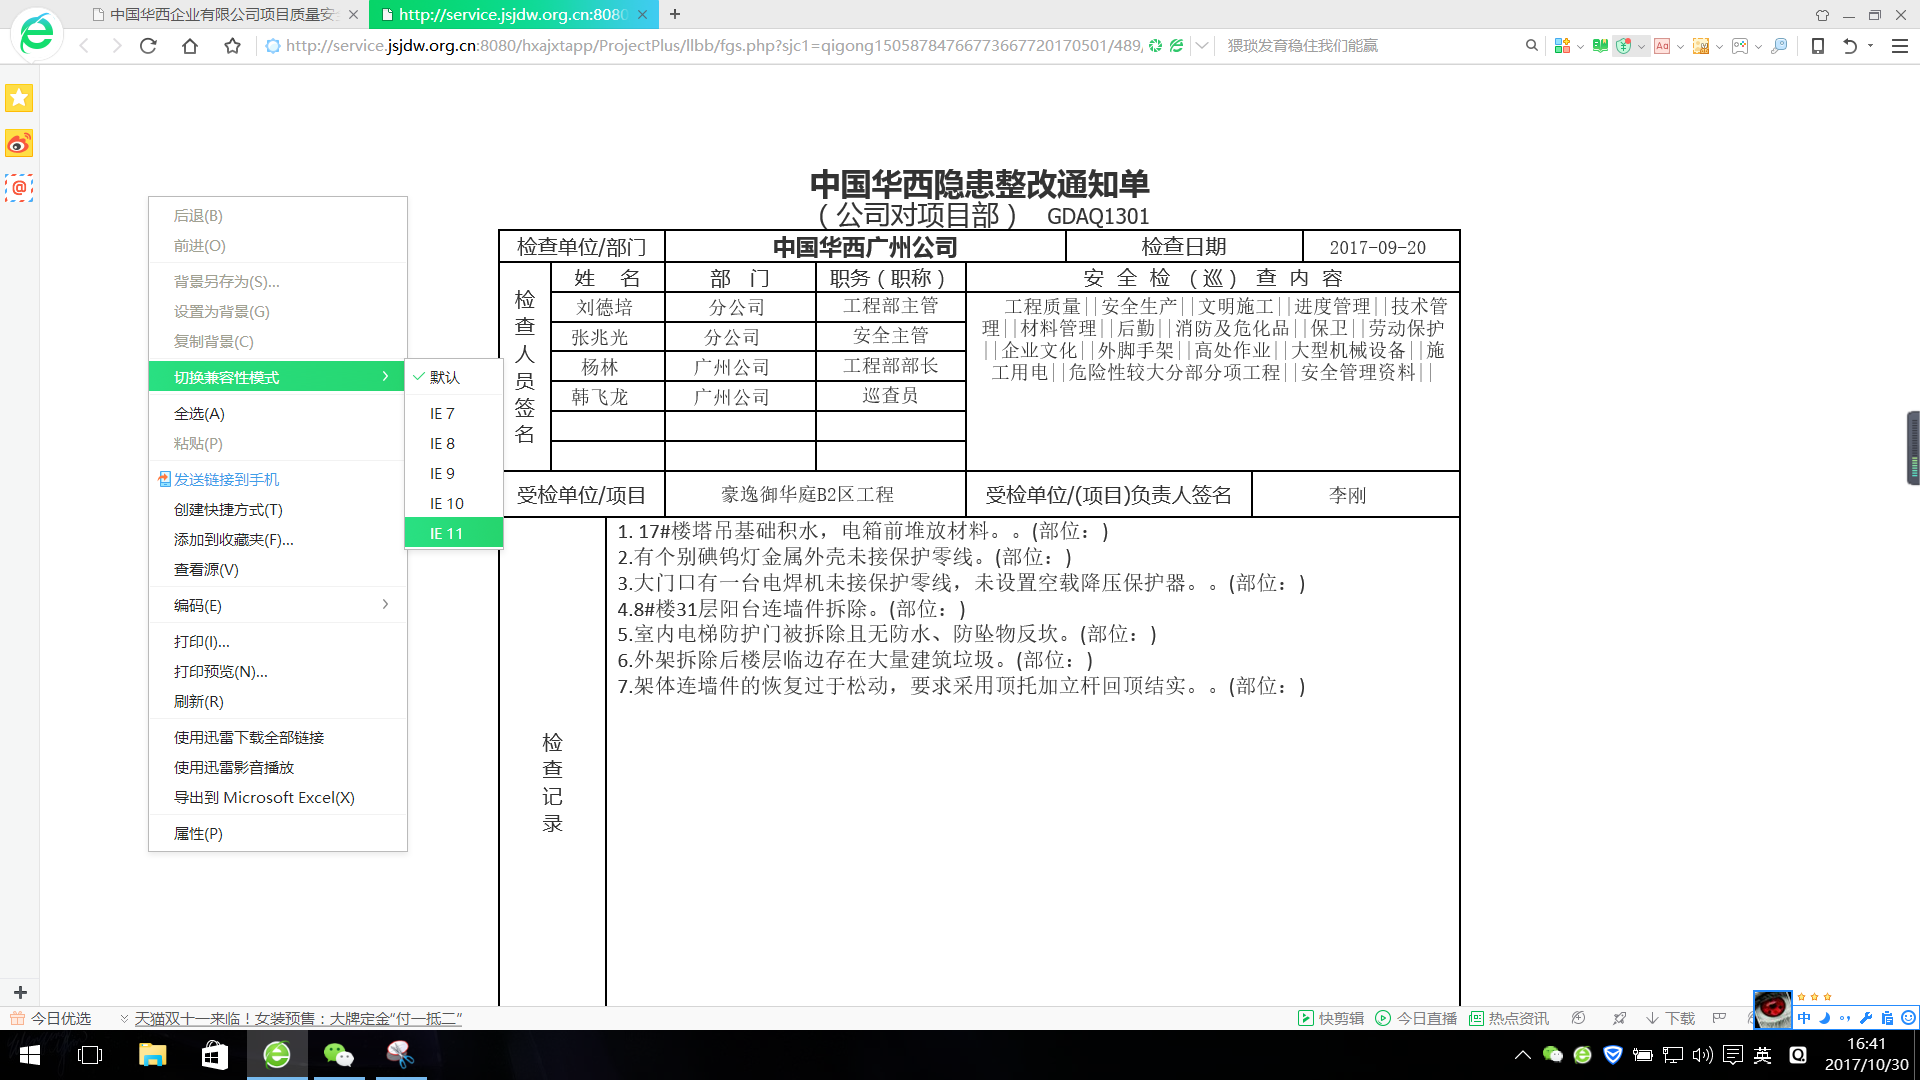 中国华西企业有限公司项目质量安
http://service.jsjdw.org.cn:8080
http://service.jsjdw.org.cn:8080/hxajxtapp/ProjectPlus/llbb/fgs.php?sjc1=qigong15058784766773667720170501/489,
猥琐发育稳住我们能赢
中国华西隐患整改通知单
（公司对项目部） GDAQ1301
检查单位/部门 中国华西广州公司 检查日期 2017-09-20
检查人员签名
姓 名 部 门 职务（职称） 安 全 检 （巡） 查 内 容
刘德培 分公司 工程部主管
张兆光 分公司 安全主管
杨林 广州公司 工程部部长
韩飞龙 广州公司 巡查员
工程质量||安全生产||文明施工||进度管理||技术管
理||材料管理||后勤||消防及危化品||保卫||劳动保护
||企业文化||外脚手架||高处作业||大型机械设备||施
工用电||危险性较大分部分项工程||安全管理资料||
受检单位/项目 豪逸御华庭B2区工程 受检单位/(项目)负责人签名 李刚
检查记录
1. 17#楼塔吊基础积水，电箱前堆放材料。。(部位：)
2.有个别碘钨灯金属外壳未接保护零线。(部位：)
3.大门口有一台电焊机未接保护零线，未设置空载降压保护器。。(部位：)
4.8#楼31层阳台连墙件拆除。(部位：)
5.室内电梯防护门被拆除且无防水、防坠物反坎。(部位：)
6.外架拆除后楼层临边存在大量建筑垃圾。(部位：)
7.架体连墙件的恢复过于松动，要求采用顶托加立杆回顶结实。。(部位：)
后退(B)
前进(O)
背景另存为(S)...
设置为背景(G)
复制背景(C)
切换兼容性模式
全选(A)
粘贴(P)
发送链接到手机
创建快捷方式(T)
添加到收藏夹(F)...
查看源(V)
编码(E)
打印(I)...
打印预览(N)...
刷新(R)
使用迅雷下载全部链接
使用迅雷影音播放
导出到 Microsoft Excel(X)
属性(P)
默认
IE 7
IE 8
IE 9
IE 10
IE 11
今日优选
天猫双十一来临！女装预售：大牌定金“付一抵二”
快剪辑
今日直播
热点资讯
下载
中
英
16:41
2017/10/30